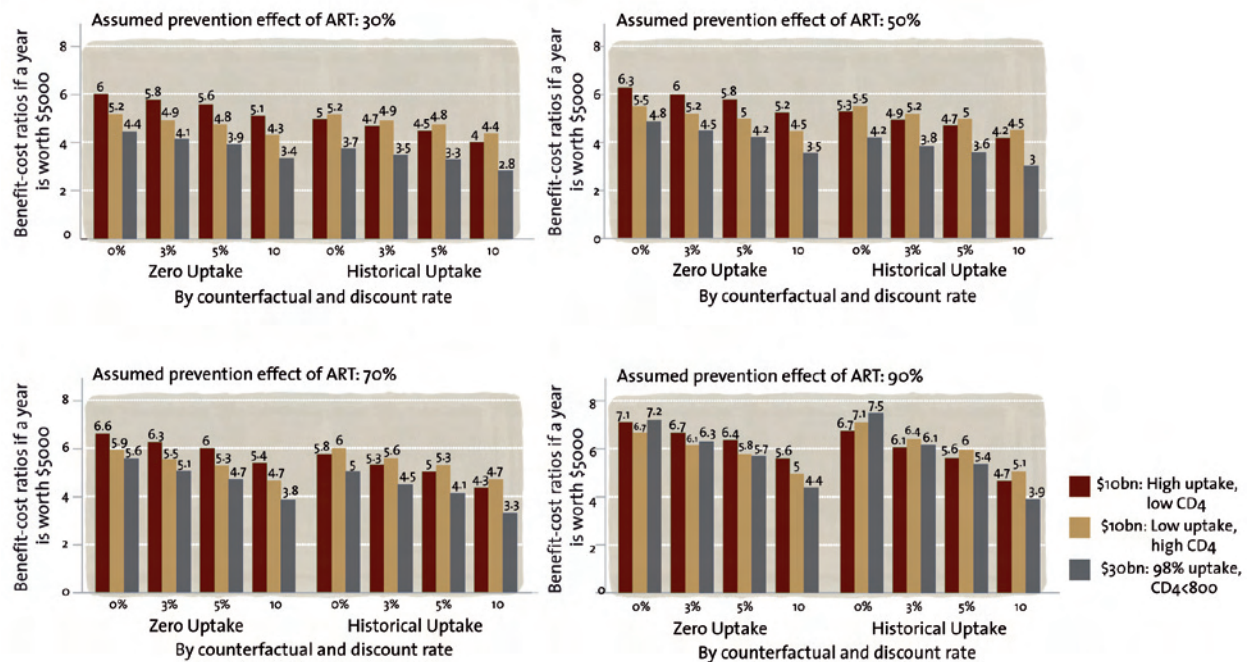 Assumed prevention effect of ART: 30%
Benefit-cost ratios if a year
is worth $5000
8
6
4
2
0
6 5.2 4.4 5.8 4.9 4.1 5.6 4.8 3.9 5.1 4.3 3.4 5 5.2 3.7 4.7 4.9 3.5 4.5 4.8 3.3 4 4.4 2.8
0% 3% 5% 10 0% 3% 5% 10
Zero Uptake Historical Uptake
By counterfactual and discount rate
Assumed prevention effect of ART: 50%
Benefit-cost ratios if a year
is worth $5000
8
6
4
2
0
6.3 5.5 4.8 6 5.2 4.5 5.8 5 4.2 5.2 4.5 3.5 5.3 5.5 4.2 4.9 5.2 3.8 4.7 5 3.6 4.2 4.5 3
0% 3% 5% 10 0% 3% 5% 10
Zero Uptake Historical Uptake
By counterfactual and discount rate
Assumed prevention effect of ART: 70%
Benefit-cost ratios if a year
is worth $5000
8
6
4
2
0
6.6 5.9 5.6 6.3 5.5 5.1 6 5.3 4.7 5.4 4.7 3.8 5.8 6 5 5.3 5.6 4.5 5 5.3 4.1 4.3 4.7 3.3
0% 3% 5% 10 0% 3% 5% 10
Zero Uptake Historical Uptake
By counterfactual and discount rate
Assumed prevention effect of ART: 90%
Benefit-cost ratios if a year
is worth $5000
8
6
4
2
.0
7.1 6.7 7.2 6.7 6.1 6.3 6.4 5.8 5.7 5.6 5 4.4 6.7 7.1 7.5 6.1 6.4 6.1 5.6 6 5.4 4.7 5.1 3.9
0% 3% 5% 10 0% 3% 5% 10
Zero Uptake Historical Uptake
By counterfactual and discount rate
$10bn: High uptake,
low CD4
$10bn: Low uptake,
high CD4
$30bn: 98% uptake,
CD4<800